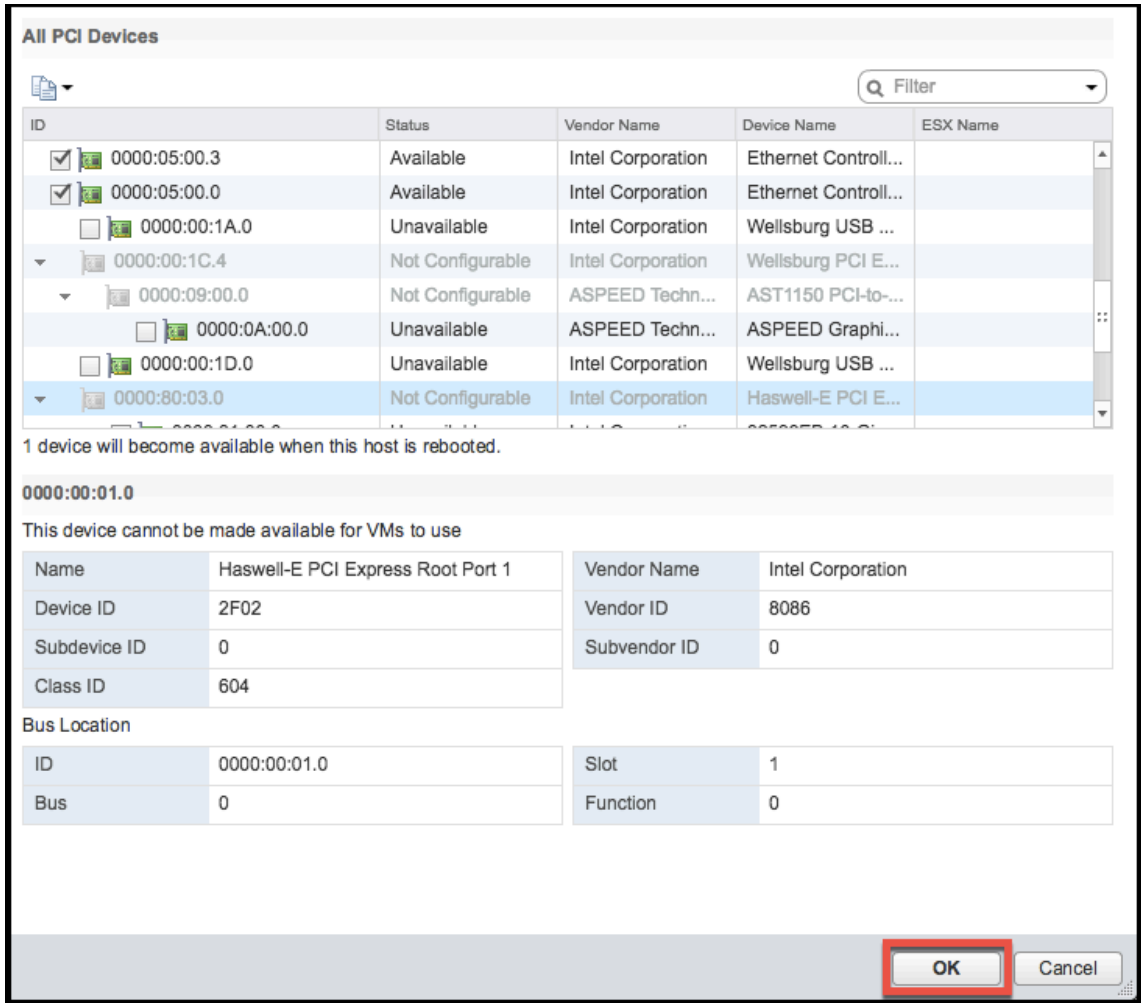 All PCI Devices
Filter
ID Status Vendor Name Device Name ESX Name
0000:05:00.3 Available Intel Corporation Ethernet Controll...
0000:05:00.0 Available Intel Corporation Ethernet Controll...
0000:00:1A.0 Unavailable Intel Corporation Wellsburg USB ...
0000:00:1C.4 Not Configurable Intel Corporation Wellsburg PCI E...
0000:09:00.0 Not Configurable ASPEED Techn... AST1150 PCI-to-...
0000:0A:00.0 Unavailable ASPEED Techn... ASPEED Graphi...
0000:00:1D.0 Unavailable Intel Corporation Wellsburg USB ...
0000:80:03.0 Not Configurable Intel Corporation Haswell-E PCI E...
1 device will become available when this host is rebooted.
0000:00:01.0
This device cannot be made available for VMs to use
Name Haswell-E PCI Express Root Port 1 Vendor Name Intel Corporation
Device ID 2F02 Vendor ID 8086
Subdevice ID 0 Subvendor ID 0
Class ID 604
Bus Location
ID 0000:00:01.0 Slot 1
Bus 0 Function 0
OK Cancel